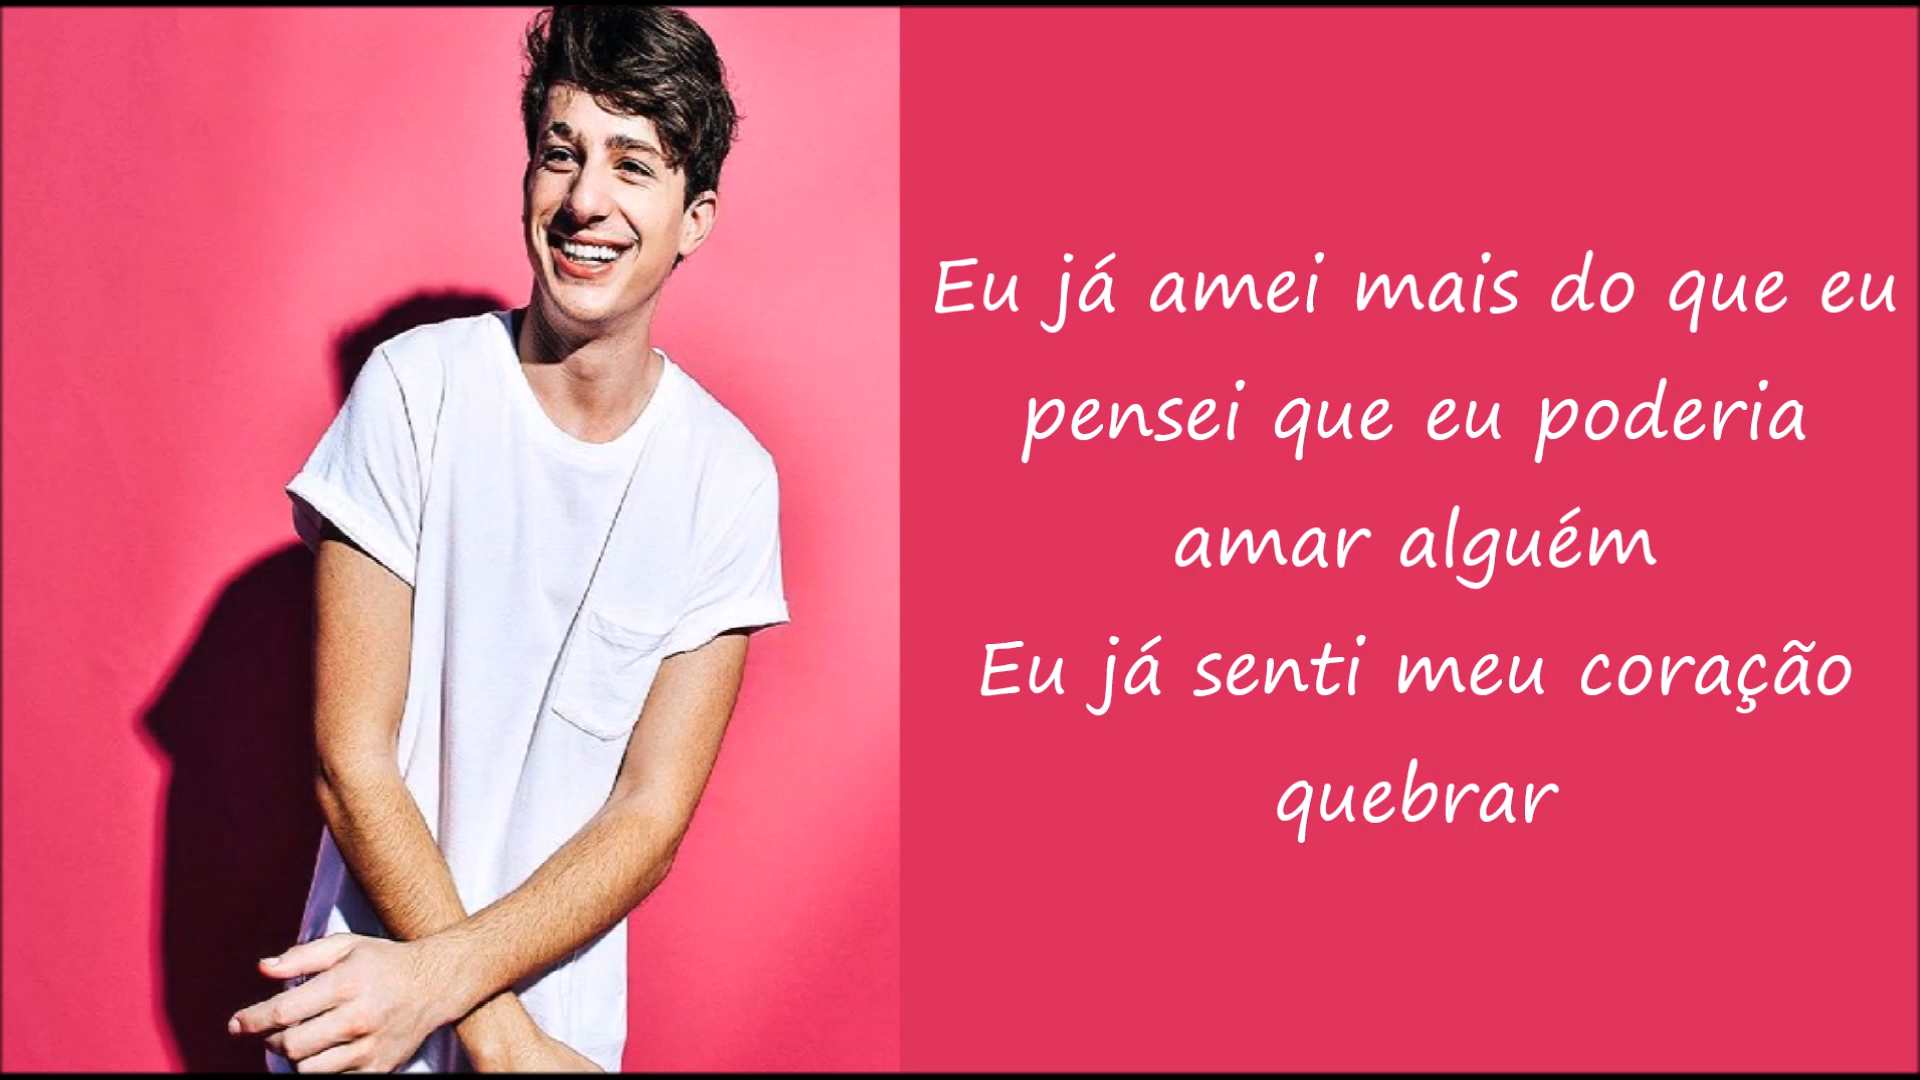 Eu já amei mais do que eu
pensei que eu poderia
amar alguém
Eu já senti meu coração
quebrar